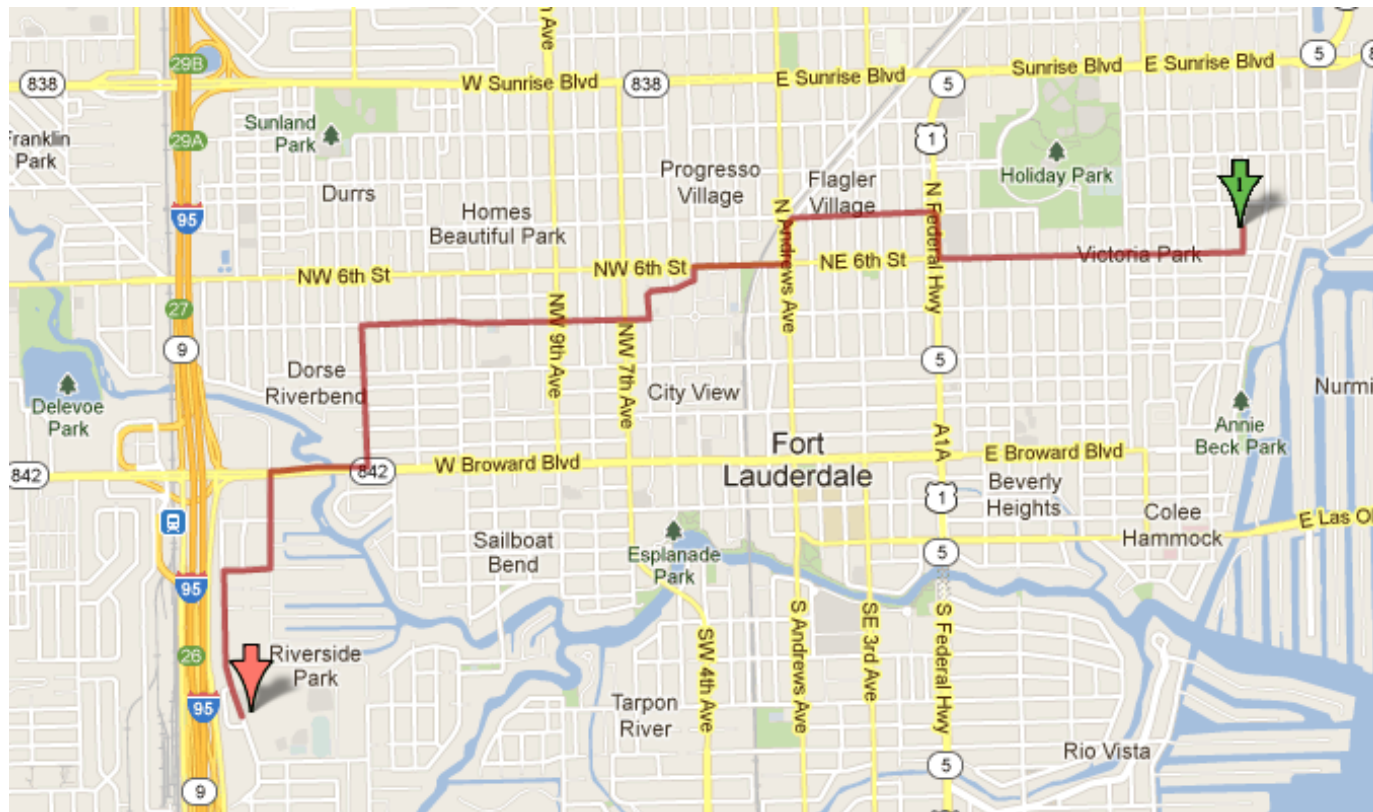 29B
5
838
W Sunrise Blvd
838
E Sunrise Blvd
5
Sunrise Blvd
E Sunrise Blvd
5
Ave
N Andrews Ave
Sunland
Park
29A
Franklin
Park
1
Holiday Park
1
Durrs
Progresso
Village
Flagler
Village
95
Homes
Beautiful Park
N Federal Hwy
Victoria Park
NW 6th St
NW 6th St
NE 6th St
27
9
NW 9th Ave
NW 7th Ave
5
Dorse
Riverbend
City View
Delevoe
Park
Nurmi
Annie
Beck Park
A1A
Fort
Lauderdale
842
842
W Broward Blvd
E Broward Blvd
1
Beverly
Heights
Colee
Hammock
E Las Ol
Sailboat
Bend
Esplanade
Park
5
95
S Andrews Ave
SE 3rd Ave
S Federal Hwy
SW 4th Ave
26
Riverside
Park
95
Tarpon
River
Rio Vista
5
9